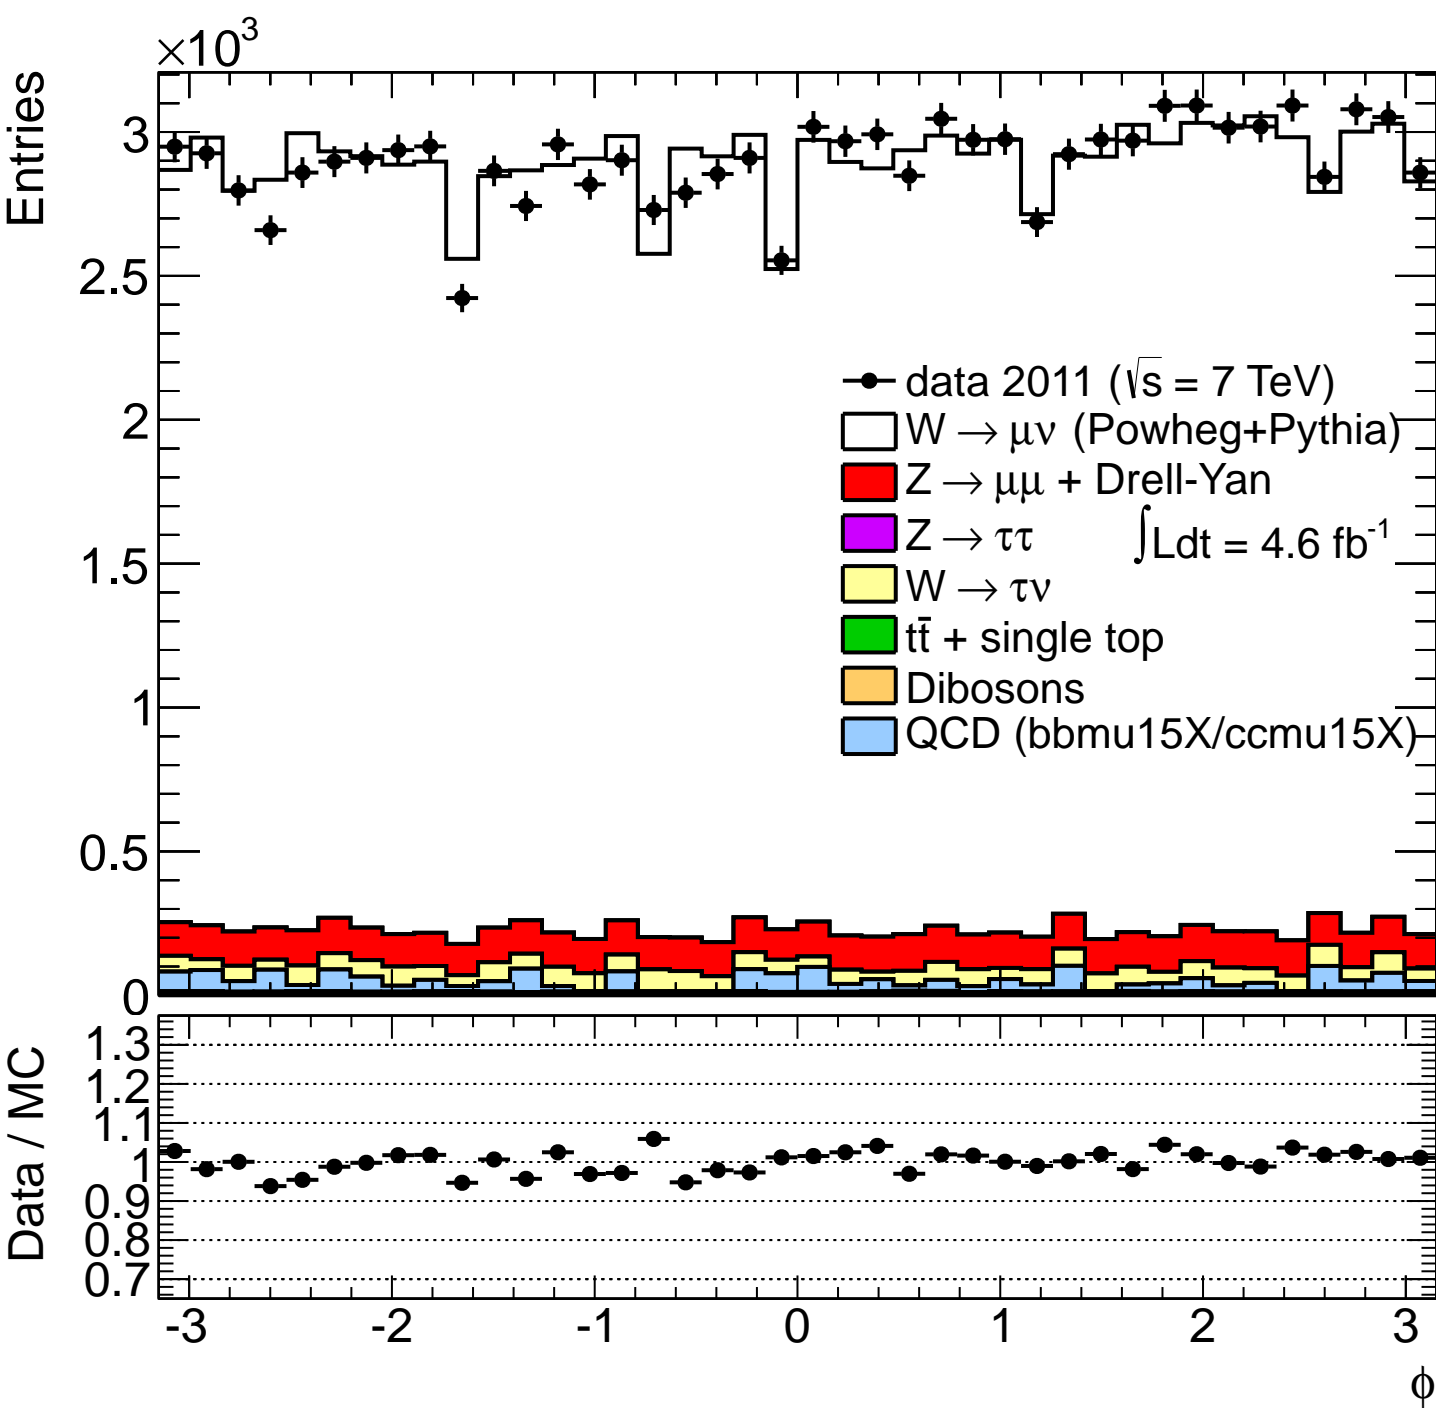 ×10³
Entries
3
2.5
2
1.5
1
0.5
0
data 2011 (√s = 7 TeV)
W → μν (Powheg+Pythia)
Z → μμ + Drell-Yan
Z → ττ
∫Ldt = 4.6 fb⁻¹
W → τν
tt̄ + single top
Dibosons
QCD (bbmu15X/ccmu15X)
Data / MC
1.3
1.2
1.1
1
0.9
0.8
0.7
-3 -2 -1 0 1 2 3
ϕ